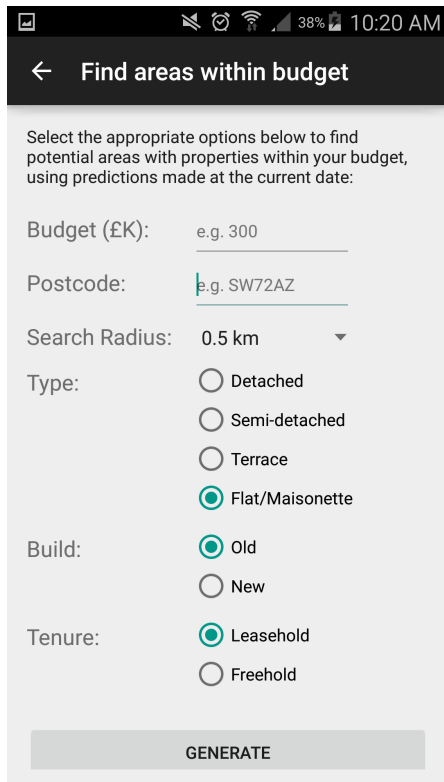 38% 10:20 AM
Find areas within budget
Select the appropriate options below to find
potential areas with properties within your budget,
using predictions made at the current date:
Budget (£K): e.g. 300
Postcode: e.g. SW72AZ
Search Radius: 0.5 km
Type: Detached
Semi-detached
Terrace
Flat/Maisonette
Build: Old
New
Tenure: Leasehold
Freehold
GENERATE